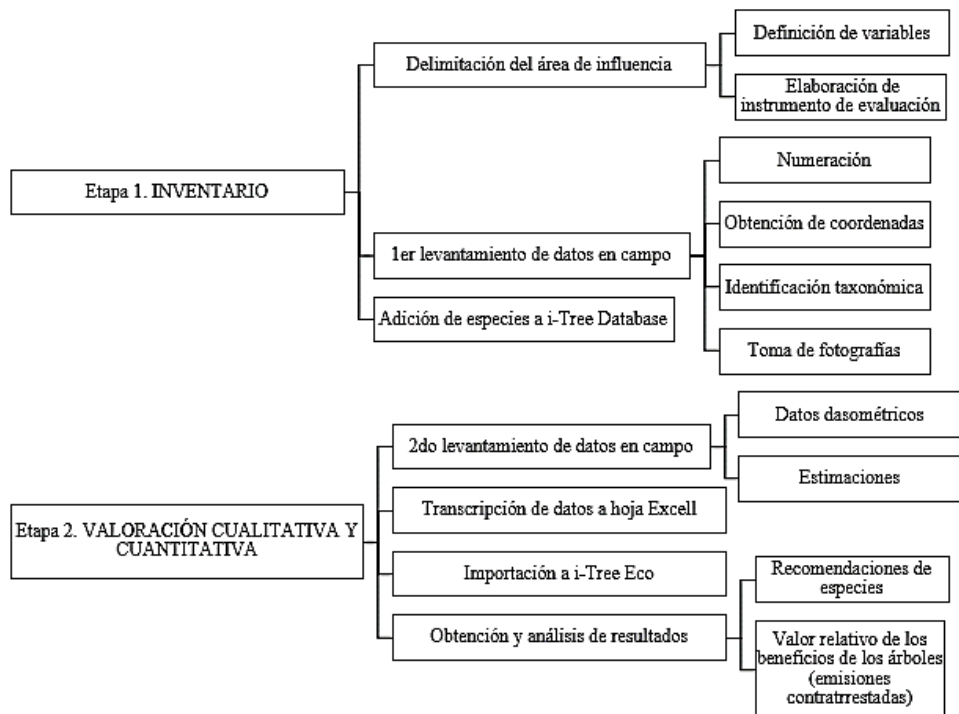 Etapa 1. INVENTARIO
Delimitación del área de influencia
Definición de variables
Elaboración de
instrumento de evaluación
1er levantamiento de datos en campo
Numeración
Obtención de coordenadas
Identificación taxonómica
Toma de fotografías
Adición de especies a i-Tree Database
Etapa 2. VALORACIÓN CUALITATIVA Y
CUANTITATIVA
2do levantamiento de datos en campo
Datos dasométricos
Estimaciones
Transcripción de datos a hoja Excell
Importación a i-Tree Eco
Obtención y análisis de resultados
Recomendaciones de
especies
Valor relativo de los
beneficios de los árboles
(emisiones
contratrrestadas)